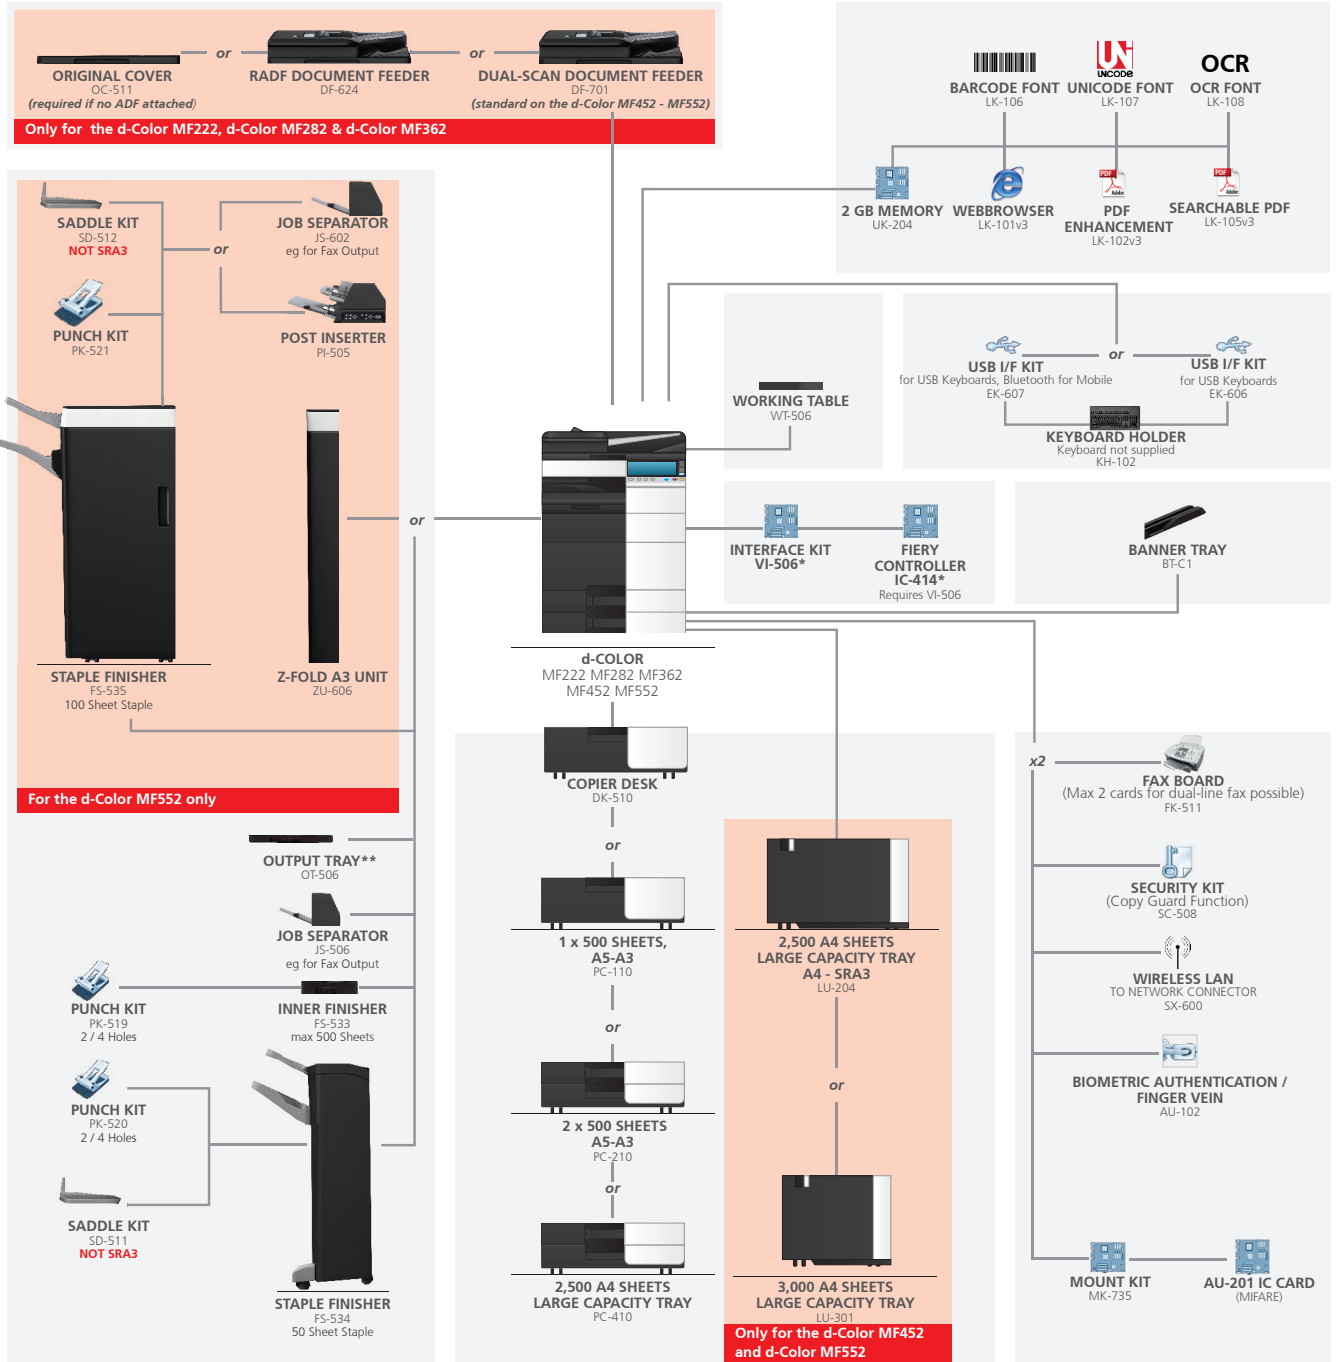 or
or
ORIGINAL COVER
OC-511
(required if no ADF attached)
RADF DOCUMENT FEEDER
DF-624
DUAL-SCAN DOCUMENT FEEDER
DF-701
(standard on the d-Color MF452 - MF552)
Only for the d-Color MF222, d-Color MF282 & d-Color MF362
BARCODE FONT
LK-106
UNICODE
UNICODE FONT
LK-107
OCR
OCR FONT
LK-108
2 GB MEMORY
UK-204
WEBBROWSER
LK-101v3
PDF
Adobe
PDF
ENHANCEMENT
LK-102v3
PDF
Adobe
SEARCHABLE PDF
LK-105v3
SADDLE KIT
SD-512
NOT SRA3
or
JOB SEPARATOR
JS-602
eg for Fax Output
PUNCH KIT
PK-521
POST INSERTER
PI-505
STAPLE FINISHER
FS-535
100 Sheet Staple
Z-FOLD A3 UNIT
ZU-606
For the d-Color MF552 only
or
WORKING TABLE
WT-506
or
USB I/F KIT
for USB Keyboards, Bluetooth for Mobile
EK-607
USB I/F KIT
for USB Keyboards
EK-606
KEYBOARD HOLDER
Keyboard not supplied
KH-102
INTERFACE KIT
VI-506*
FIERY
CONTROLLER
IC-414*
Requires VI-506
BANNER TRAY
BT-C1
d-COLOR
MF222 MF282 MF362
MF452 MF552
OUTPUT TRAY**
OT-506
JOB SEPARATOR
JS-506
eg for Fax Output
PUNCH KIT
PK-519
2 / 4 Holes
INNER FINISHER
FS-533
max 500 Sheets
PUNCH KIT
PK-520
2 / 4 Holes
SADDLE KIT
SD-511
NOT SRA3
STAPLE FINISHER
FS-534
50 Sheet Staple
COPIER DESK
DK-510
or
1 x 500 SHEETS,
A5-A3
PC-110
or
2 x 500 SHEETS
A5-A3
PC-210
or
2,500 A4 SHEETS
LARGE CAPACITY TRAY
PC-410
2,500 A4 SHEETS
LARGE CAPACITY TRAY
A4 - SRA3
LU-204
or
3,000 A4 SHEETS
LARGE CAPACITY TRAY
LU-301
Only for the d-Color MF452
and d-Color MF552
x2
FAX BOARD
(Max 2 cards for dual-line fax possible)
FK-511
SECURITY KIT
(Copy Guard Function)
SC-508
WIRELESS LAN
TO NETWORK CONNECTOR
SX-600
BIOMETRIC AUTHENTICATION /
FINGER VEIN
AU-102
MOUNT KIT
MK-735
AU-201 IC CARD
(MIFARE)